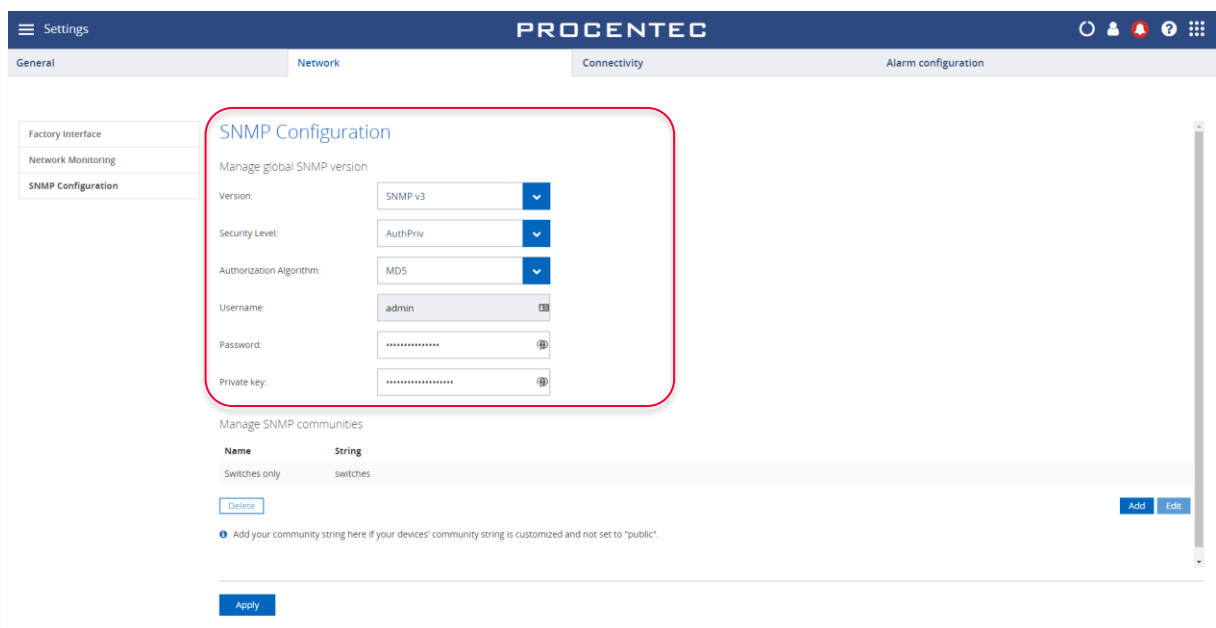 Settings
PROCENTEC
General Network Connectivity Alarm configuration
Factory Interface
Network Monitoring
SNMP Configuration
SNMP Configuration
Manage global SNMP version
Version: SNMP v3
Security Level: AuthPriv
Authorization Algorithm: MD5
Username: admin
Password: •••••••••••••••
Private key: •••••••••••••••••••
Manage SNMP communities
Name String
Switches only switches
Delete Add Edit
Add your community string here if your devices' community string is customized and not set to "public".
Apply